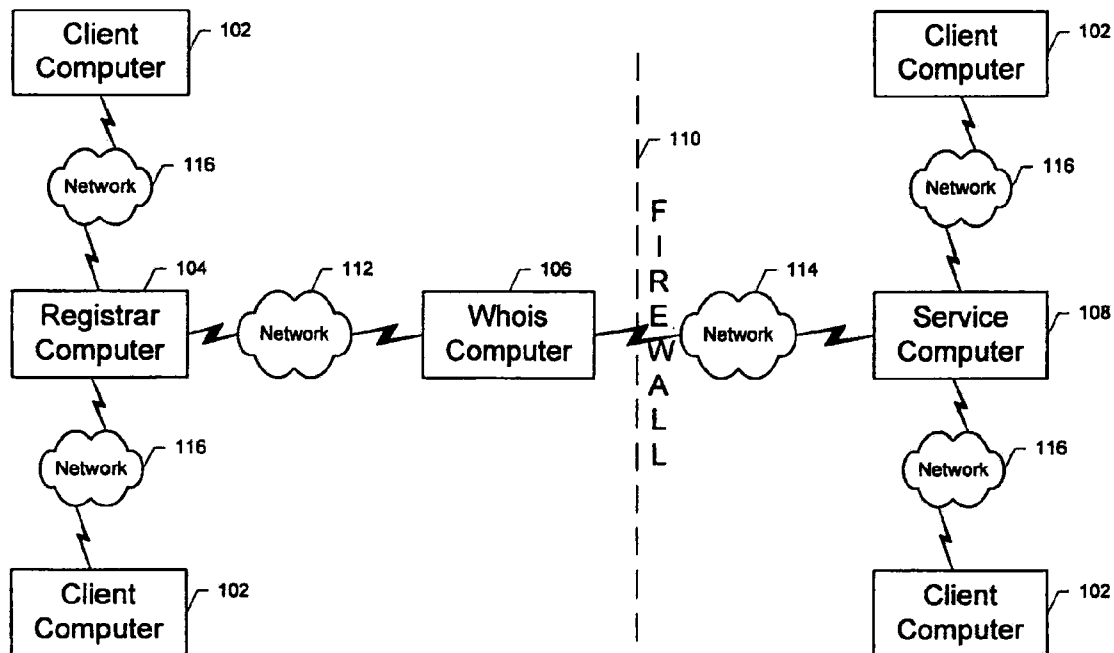 Client
Computer
102
Client
Computer
102
116
Network
110
116
Network
FIREWALL
104
Registrar
Computer
112
Network
106
Whois
Computer
114
Network
Service
Computer
108
Network
116
Network
116
Client
Computer
102
Client
Computer
102